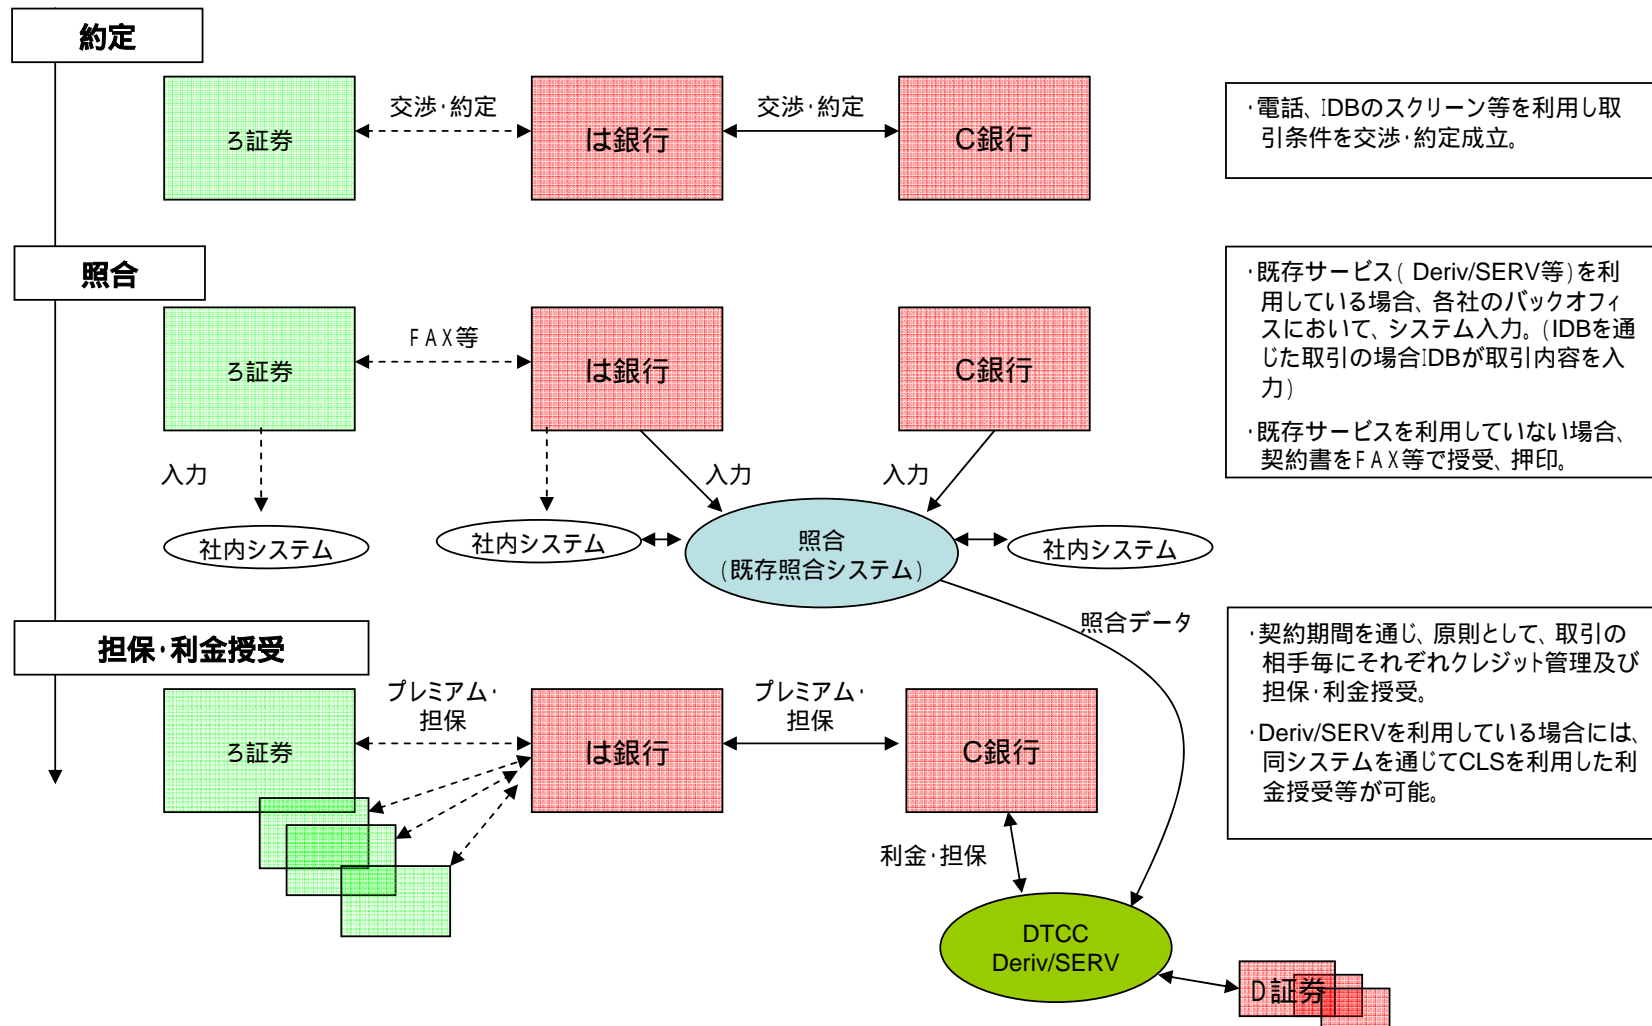 約定
ろ証券
交渉・約定
は銀行
交渉・約定
C銀行
・電話、IDBのスクリーン等を利用し取
引条件を交渉・約定成立。
照合
ろ証券
FAX等
は銀行
C銀行
・既存サービス( Deriv/SERV等)を利
用している場合、各社のバックオフィ
スにおいて、システム入力。(IDBを通
じた取引の場合IDBが取引内容を入
力)
・既存サービスを利用していない場合、
契約書をFAX等で授受、押印。
入力
入力
入力
社内システム
社内システム
照合
(既存照合システム)
社内システム
照合データ
担保・利金授受
ろ証券
プレミアム・
担保
は銀行
プレミアム・
担保
C銀行
・契約期間を通じ、原則として、取引の
相手毎にそれぞれクレジット管理及び
担保・利金授受。
・Deriv/SERVを利用している場合には、
同システムを通じてCLSを利用した利
金授受等が可能。
利金・担保
DTCC
Deriv/SERV
D証券